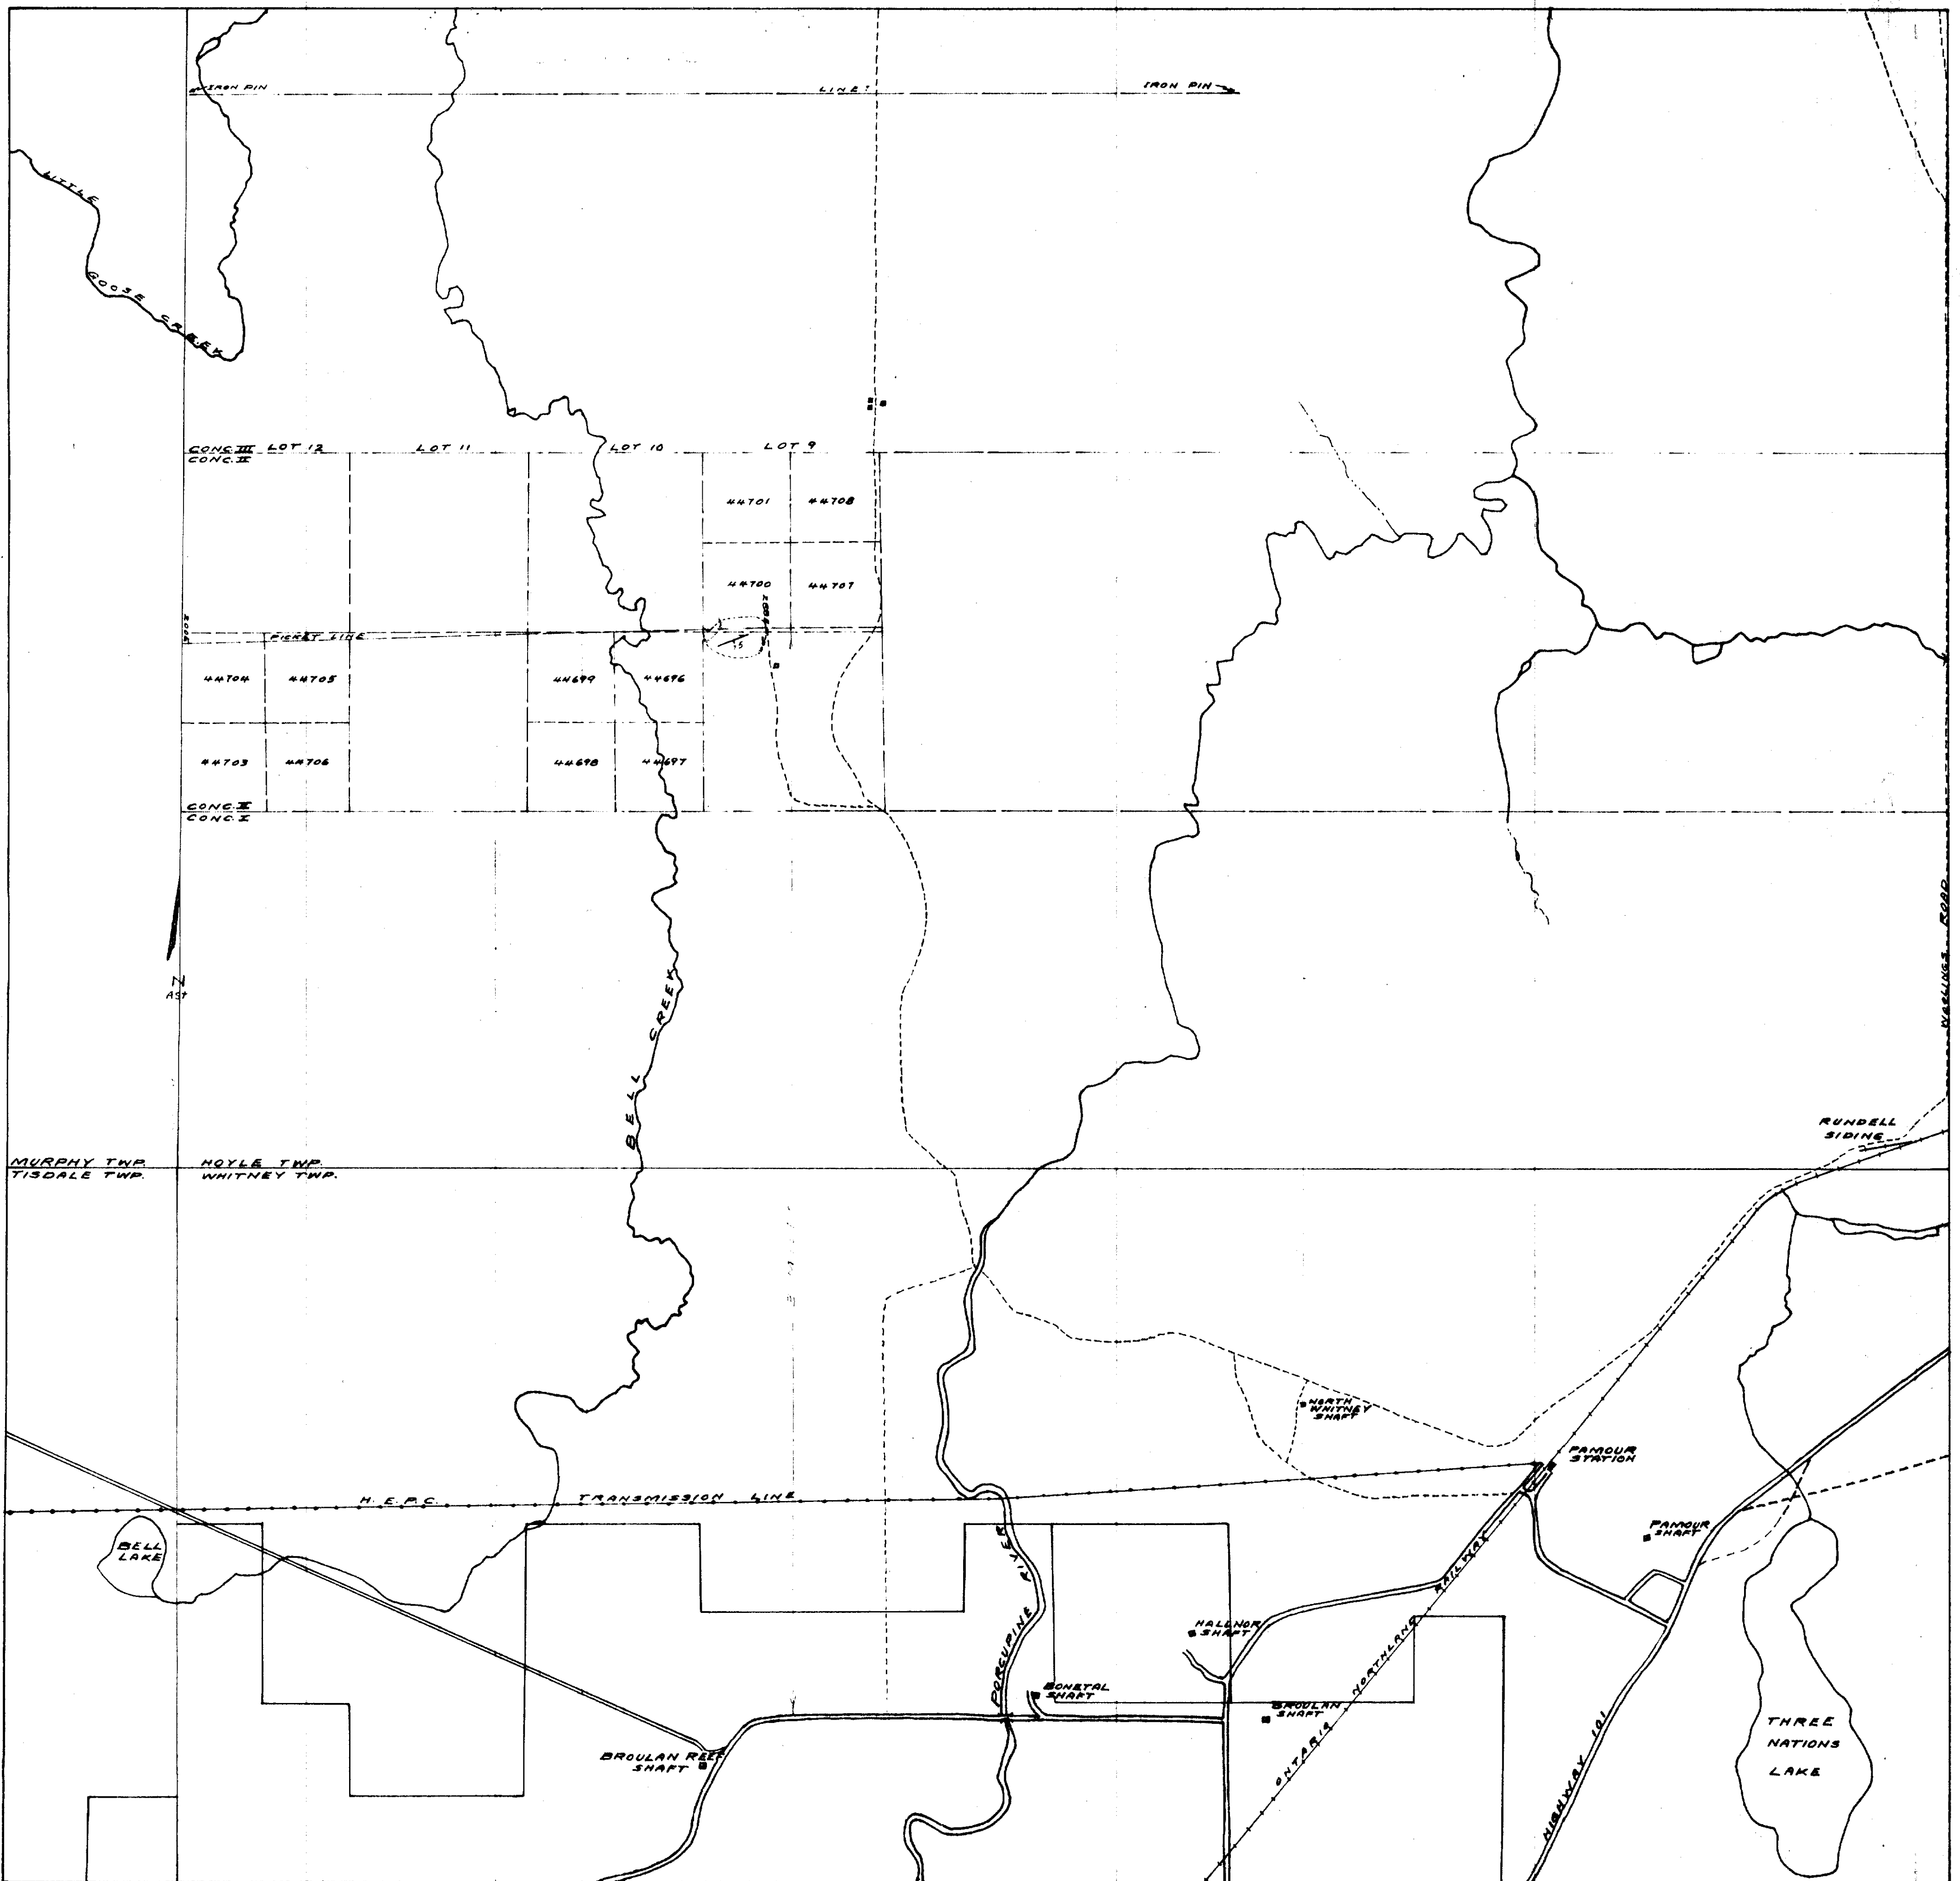 IRON PIN
LINE
IRON PIN
LITTLE
GOOSE
CREEK
CONC. III LOT 12
LOT 11
LOT 10
LOT 9
CONC. II
44701
44708
44700
44707
PICKET LINE
44704
44705
44699
44696
44703
44706
44698
44697
CONC. II
CONC. I
N
Ast
BELL CREEK
ROAD
RUNDELL
SIDING
MURPHY TWP.
HOYLE TWP.
TISDALE TWP.
WHITNEY TWP.
NORTH
WHITNEY
SHAFT
PAMOUR
STATION
H. E. P. C. TRANSMISSION LINE
BELL
LAKE
PAMOUR
SHAFT
PORCUPINE RIVER
HALLNOR
SHAFT
ONTARIO NORTHLAND RAILWAY
BONETAL
SHAFT
BROULAN
SHAFT
BROULAN REEF
SHAFT
HIGHWAY 101
THREE
NATIONS
LAKE